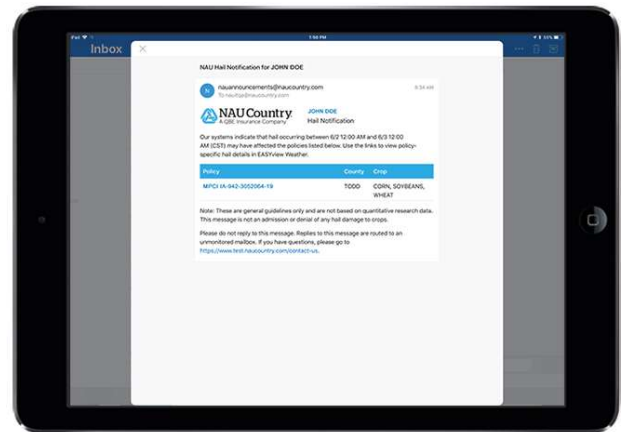 iPad
1:56 PM
Inbox
NAU Hail Notification for JOHN DOE
N
nauannouncements@naucountry.com
8:34 AM
NAU Country
A QBE Insurance Company
JOHN DOE
Hail Notification
Our systems indicate that hail occurring between 6/2 12:00 AM and 6/3 12:00
AM (CST) may have affected the policies listed below. Use the links to view policy-
specific hail details in EASYview Weather.
Policy County Crop
MPCI IA-942-3052064-19 TODD CORN, SOYBEANS,
WHEAT
Note: These are general guidelines only and are not based on quantitative research data.
This message is not an admission or denial of any hail damage to crops.
Please do not reply to this message. Replies to this message are routed to an
unmonitored mailbox. If you have questions, please go to
https://www.test.naucountry.com/contact-us.